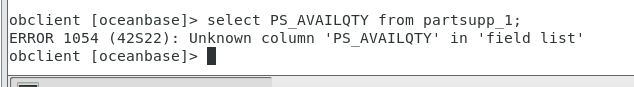 obclient [oceanbase]> select PS_AVAILQTY from partsupp_1;
ERROR 1054 (42S22): Unknown column 'PS_AVAILQTY' in 'field list'
obclient [oceanbase]>